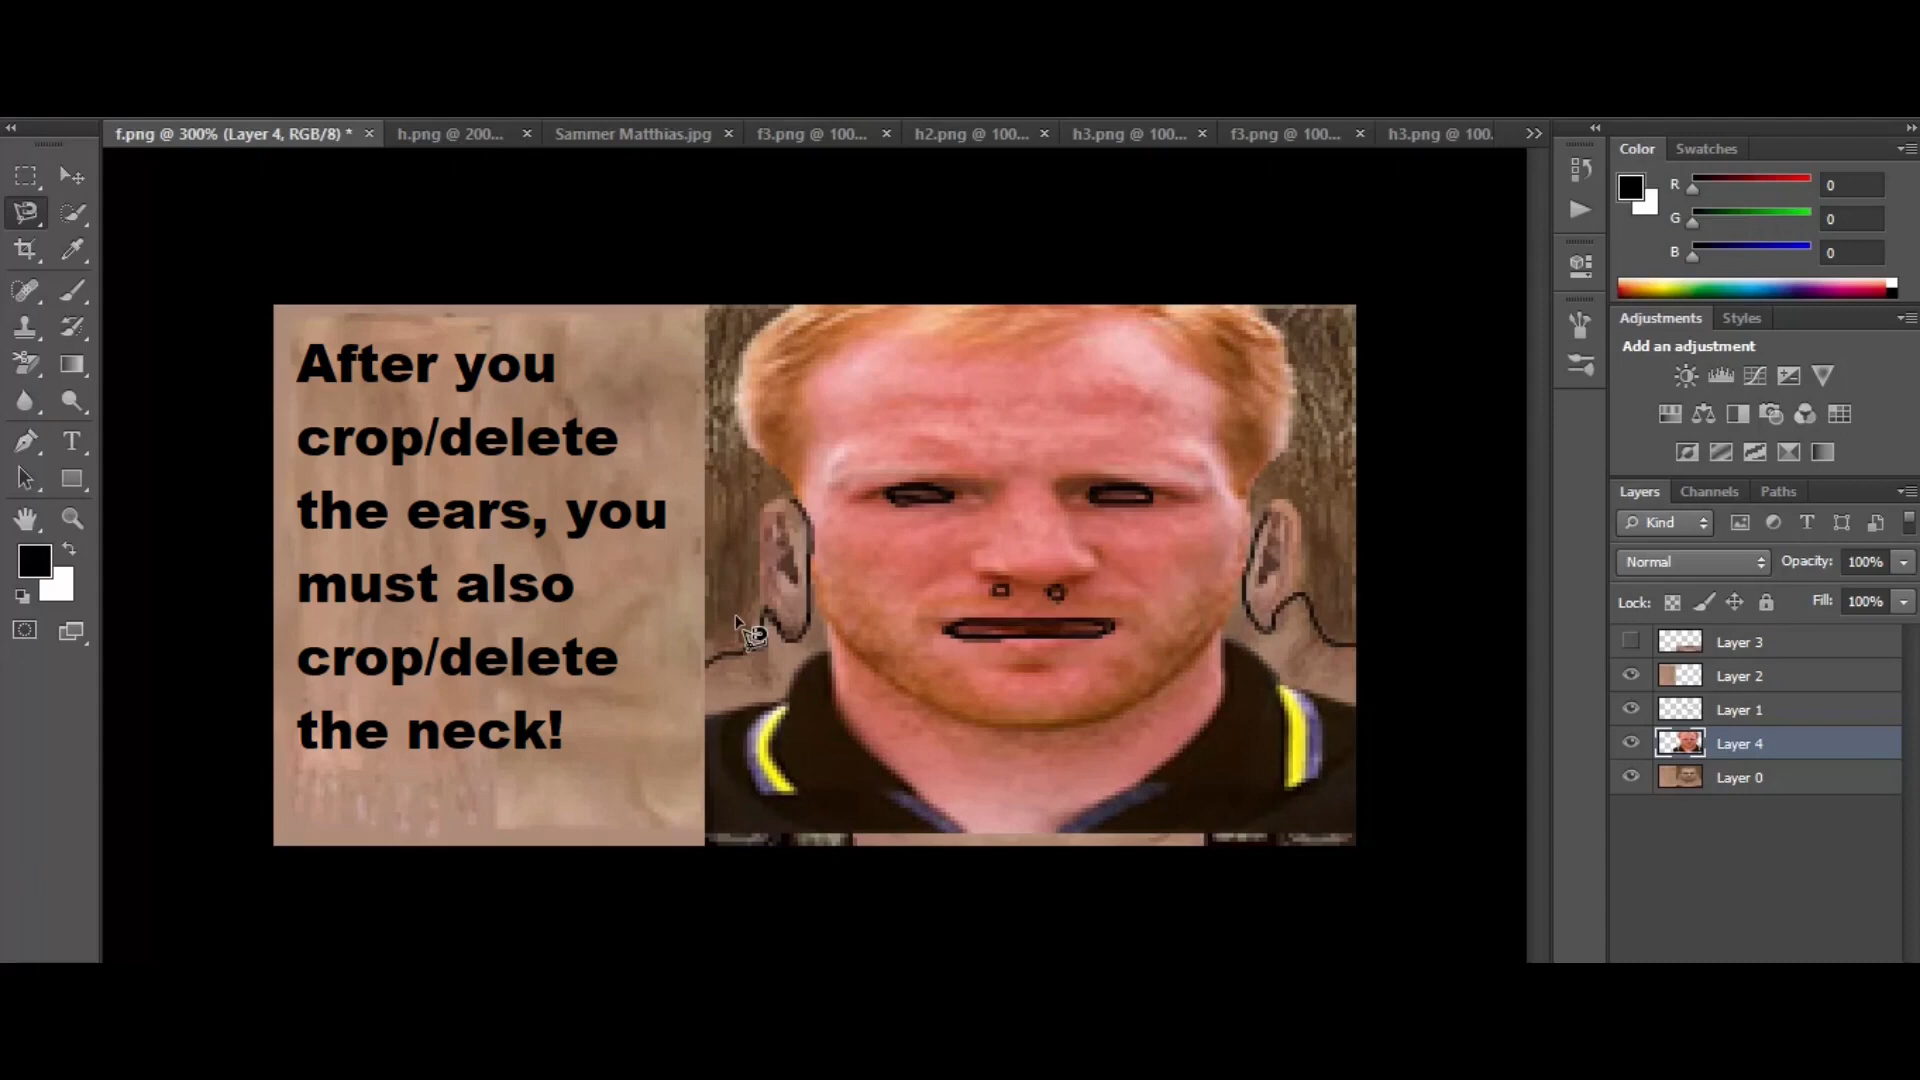 f.png @ 300% (Layer 4, RGB/8) *
h.png @ 200...
Sammer Matthias.jpg
f3.png @ 100...
h2.png @ 100...
h3.png @ 100...
f3.png @ 100...
h3.png @ 100.
Color
Swatches
R
0
G
0
B
0
Adjustments
Styles
Add an adjustment
Layers
Channels
Paths
Kind
Normal
Opacity:
100%
Lock:
Fill:
100%
Layer 3
Layer 2
Layer 1
Layer 4
Layer 0
After you
crop/delete
the ears, you
must also
crop/delete
the neck!